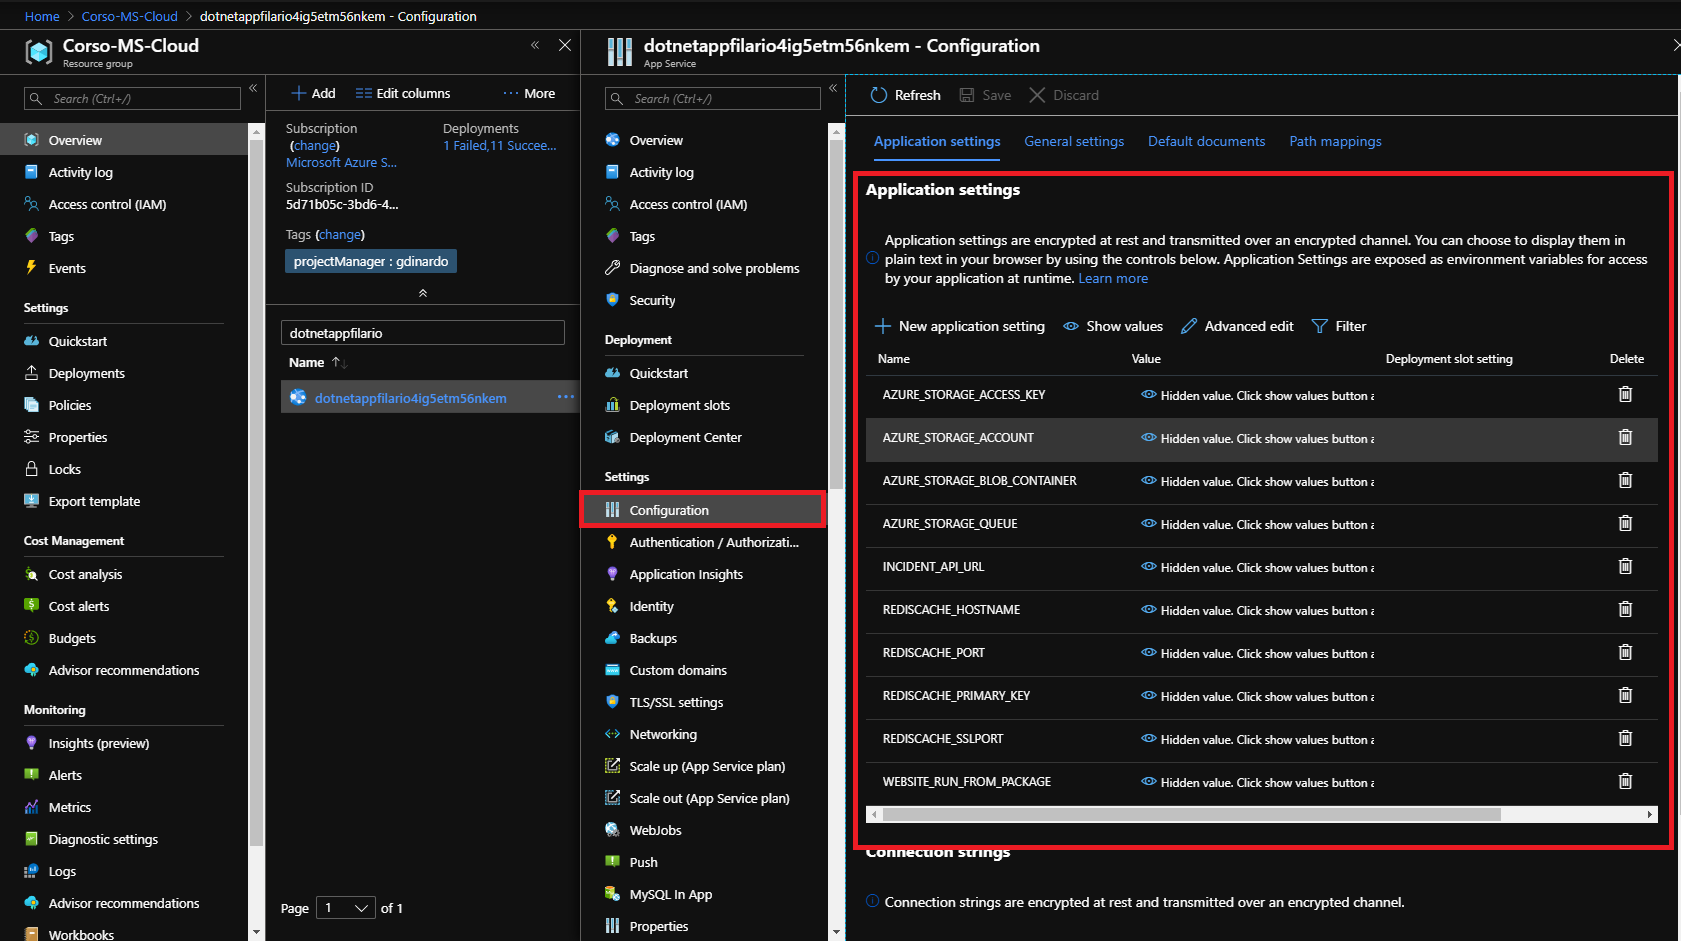 Home > Corso-MS-Cloud > dotnetappfilario4ig5etm56nkem - Configuration
Corso-MS-Cloud
Resource group
Search (Ctrl+/)
Overview
Activity log
Access control (IAM)
Tags
Events
Settings
Quickstart
Deployments
Policies
Properties
Locks
Export template
Cost Management
Cost analysis
Cost alerts
Budgets
Advisor recommendations
Monitoring
Insights (preview)
Alerts
Metrics
Diagnostic settings
Logs
Advisor recommendations
Workbooks
Add
Edit columns
More
Subscription
(change)
Microsoft Azure S...
Deployments
1 Failed,11 Succee...
Subscription ID
5d71b05c-3bd6-4...
Tags (change)
projectManager : gdinardo
dotnetappfilario
Name
dotnetappfilario4ig5etm56nkem
Page 1 of 1
dotnetappfilario4ig5etm56nkem - Configuration
App Service
Search (Ctrl+/)
Overview
Activity log
Access control (IAM)
Tags
Diagnose and solve problems
Security
Deployment
Quickstart
Deployment slots
Deployment Center
Settings
Configuration
Authentication / Authorizati...
Application Insights
Identity
Backups
Custom domains
TLS/SSL settings
Networking
Scale up (App Service plan)
Scale out (App Service plan)
WebJobs
Push
MySQL In App
Properties
Refresh
Save
Discard
Application settings
General settings
Default documents
Path mappings
Application settings
Application settings are encrypted at rest and transmitted over an encrypted channel. You can choose to display them in
plain text in your browser by using the controls below. Application Settings are exposed as environment variables for access
by your application at runtime. Learn more
New application setting
Show values
Advanced edit
Filter
Name Value Deployment slot setting Delete
AZURE_STORAGE_ACCESS_KEY Hidden value. Click show values button a
AZURE_STORAGE_ACCOUNT Hidden value. Click show values button a
AZURE_STORAGE_BLOB_CONTAINER Hidden value. Click show values button a
AZURE_STORAGE_QUEUE Hidden value. Click show values button a
INCIDENT_API_URL Hidden value. Click show values button a
REDISCACHE_HOSTNAME Hidden value. Click show values button a
REDISCACHE_PORT Hidden value. Click show values button a
REDISCACHE_PRIMARY_KEY Hidden value. Click show values button a
REDISCACHE_SSLPORT Hidden value. Click show values button a
WEBSITE_RUN_FROM_PACKAGE Hidden value. Click show values button a
Connection strings
Connection strings are encrypted at rest and transmitted over an encrypted channel.